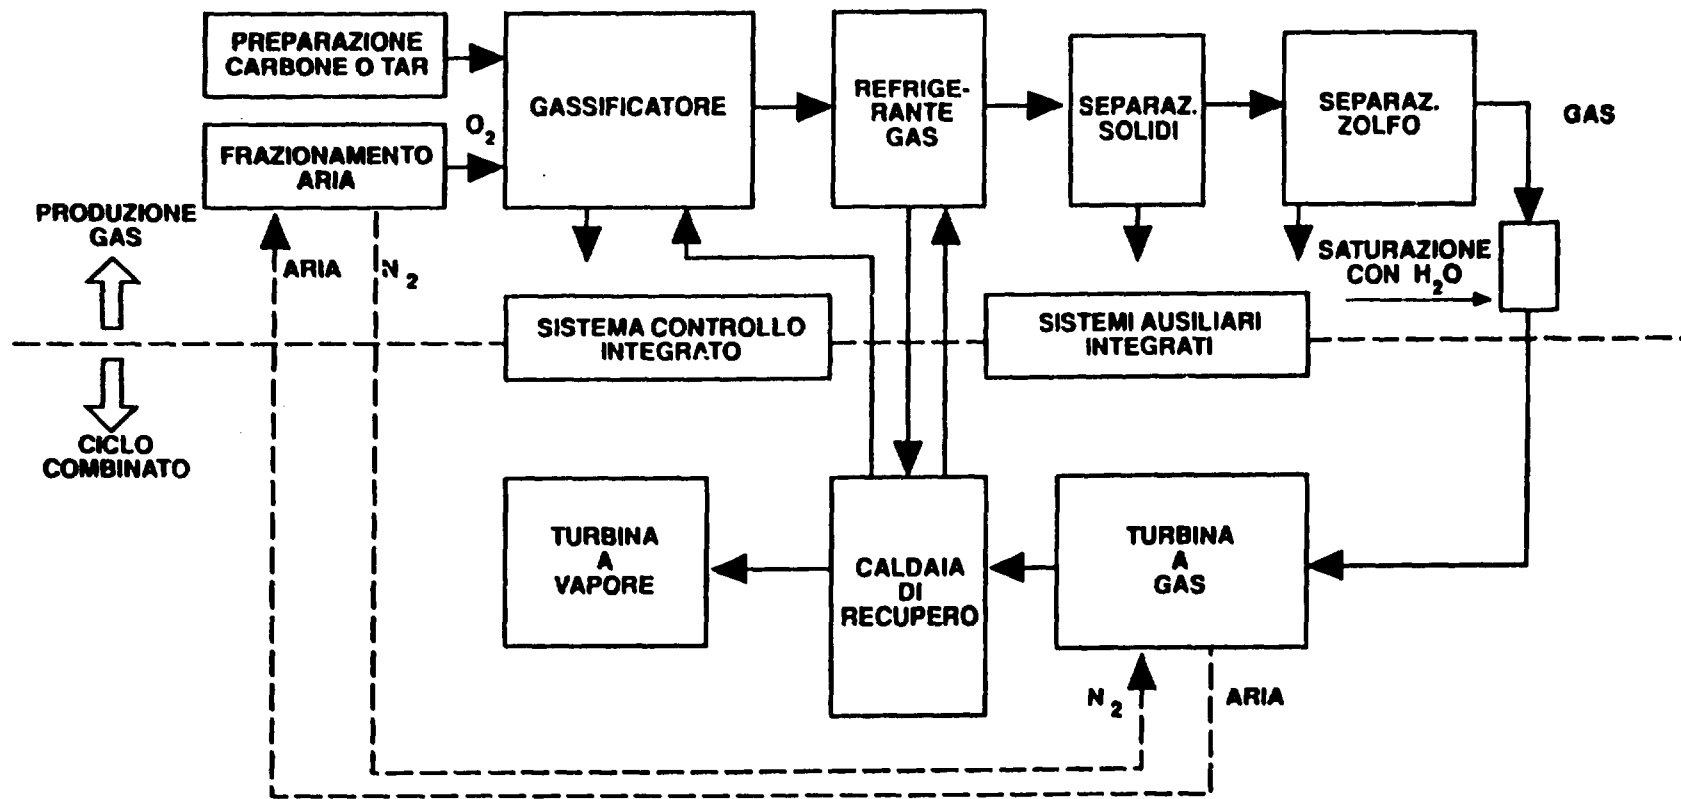 PREPARAZIONE
CARBONE O TAR
FRAZIONAMENTO
ARIA
O2
GASSIFICATORE
REFRIGE-
RANTE
GAS
SEPARAZ.
SOLIDI
SEPARAZ.
ZOLFO
GAS
PRODUZIONE
GAS
ARIA
N2
SATURAZIONE
CON H2O
SISTEMA CONTROLLO
INTEGRATO
SISTEMI AUSILIARI
INTEGRATI
CICLO
COMBINATO
TURBINA
A
VAPORE
CALDAIA
DI
RECUPERO
TURBINA
A
GAS
N2
ARIA